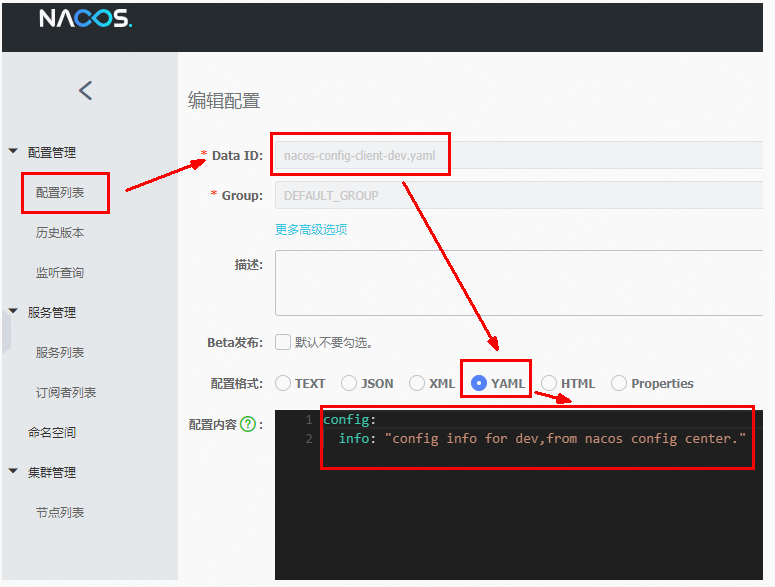 NACOS.
编辑配置
配置管理
配置列表
历史版本
监听查询
服务管理
服务列表
订阅者列表
命名空间
集群管理
节点列表
* Data ID: nacos-config-client-dev.yaml
* Group: DEFAULT_GROUP
更多高级选项
描述:
Beta发布: 默认不要勾选。
配置格式: TEXT JSON XML YAML HTML Properties
配置内容 ? :
1 config:
2 info: "config info for dev,from nacos config center."